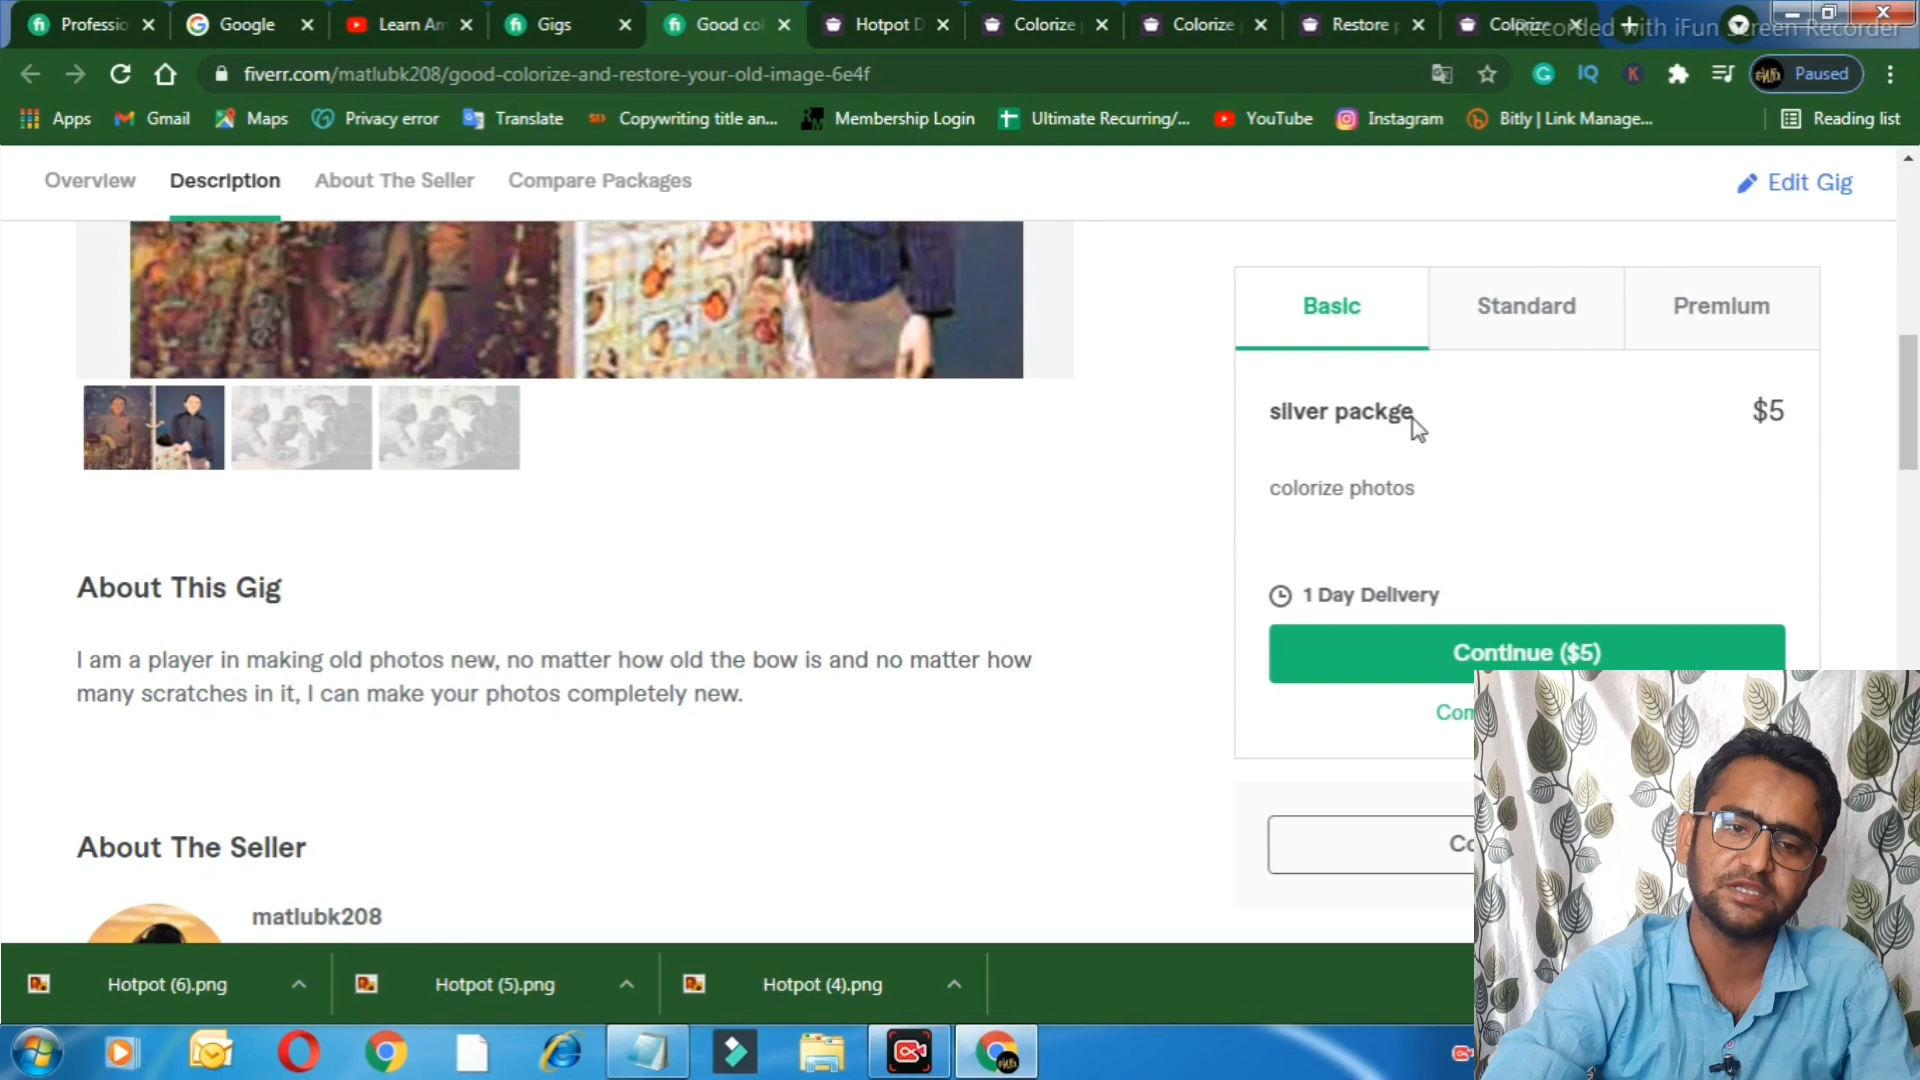 Professio
Google
Learn Am
Gigs
Good col
Hotpot D
Colorize
Colorize
Restore p
Colorize
Recorded with iFun Screen Recorder
fiverr.com/matlubk208/good-colorize-and-restore-your-old-image-6e4f
IQ
K
Paused
Apps
Gmail
Maps
Privacy error
Translate
Copywriting title an...
Membership Login
Ultimate Recurring/...
YouTube
Instagram
Bitly | Link Manage...
Reading list
Overview
Description
About The Seller
Compare Packages
Edit Gig
Basic
Standard
Premium
silver packge
$5
colorize photos
1 Day Delivery
Continue ($5)
Com
Co
About This Gig
I am a player in making old photos new, no matter how old the bow is and no matter how
many scratches in it, I can make your photos completely new.
About The Seller
matlubk208
Hotpot (6).png
Hotpot (5).png
Hotpot (4).png